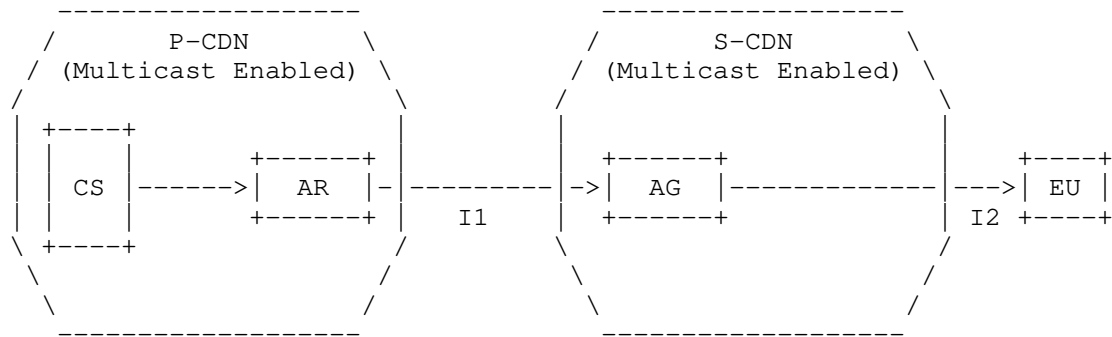 P-CDN S-CDN
(Multicast Enabled) (Multicast Enabled)
CS AR AG EU
I1 I2